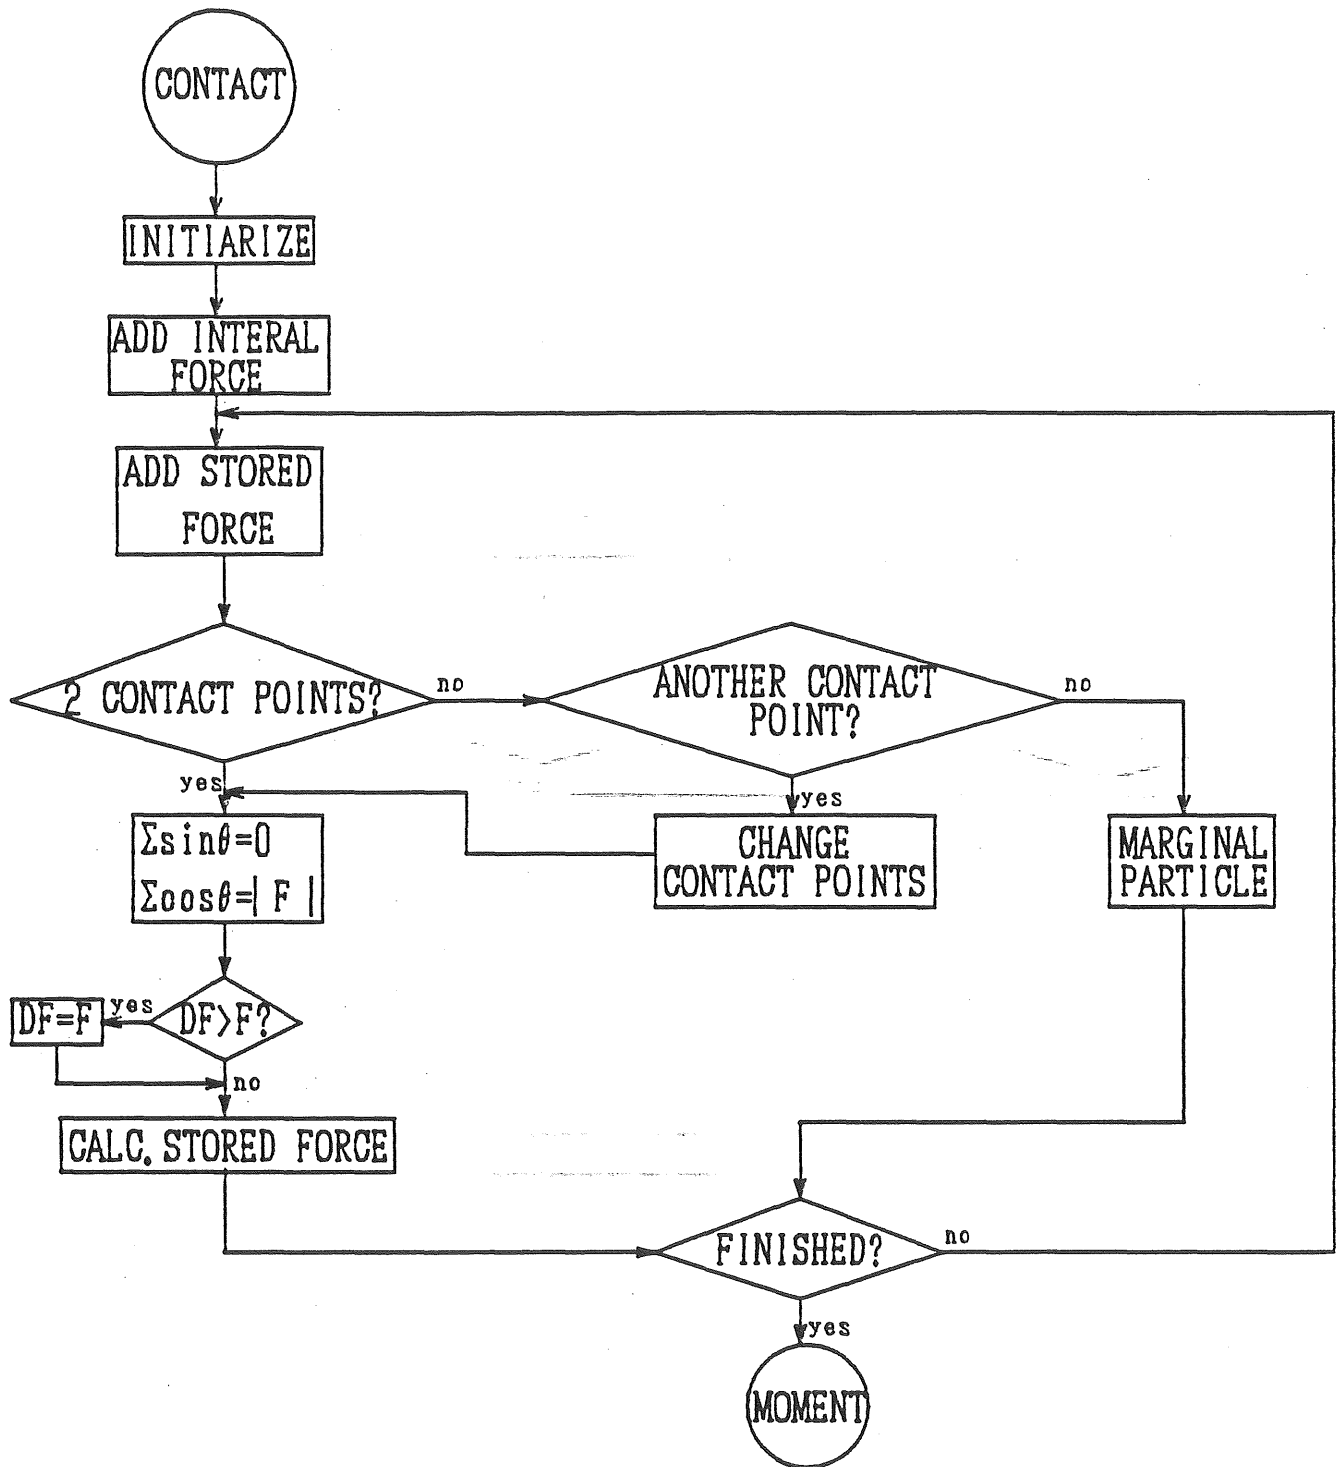 CONTACT
INITIARIZE
ADD INTERAL
FORCE
ADD STORED
FORCE
2 CONTACT POINTS?
no
ANOTHER CONTACT
POINT?
no
yes
yes
Σsinθ=0
Σcosθ=| F |
CHANGE
CONTACT POINTS
MARGINAL
PARTICLE
DF=F
yes
DF>F?
no
CALC. STORED FORCE
FINISHED?
no
yes
MOMENT